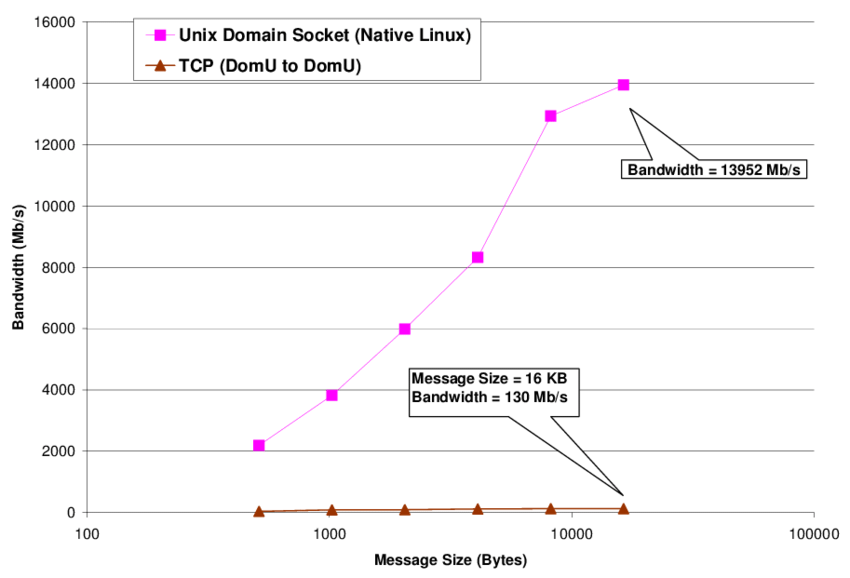 16000
14000
12000
10000
8000
6000
4000
2000
0
Bandwidth (Mb/s)
Unix Domain Socket (Native Linux)
TCP (DomU to DomU)
Bandwidth = 13952 Mb/s
Message Size = 16 KB
Bandwidth = 130 Mb/s
100
1000
10000
100000
Message Size (Bytes)